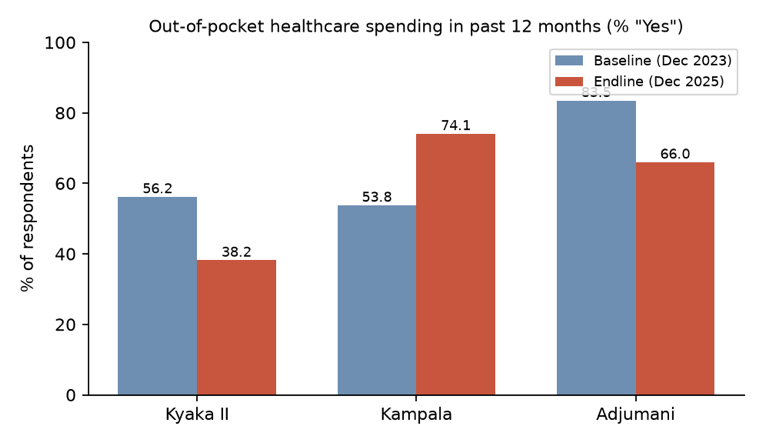 Out-of-pocket healthcare spending in past 12 months (% "Yes")
Baseline (Dec 2023)
Endline (Dec 2025)
% of respondents
100
80
60
40
20
0
56.2
38.2
53.8
74.1
83.5
66.0
Kyaka II
Kampala
Adjumani